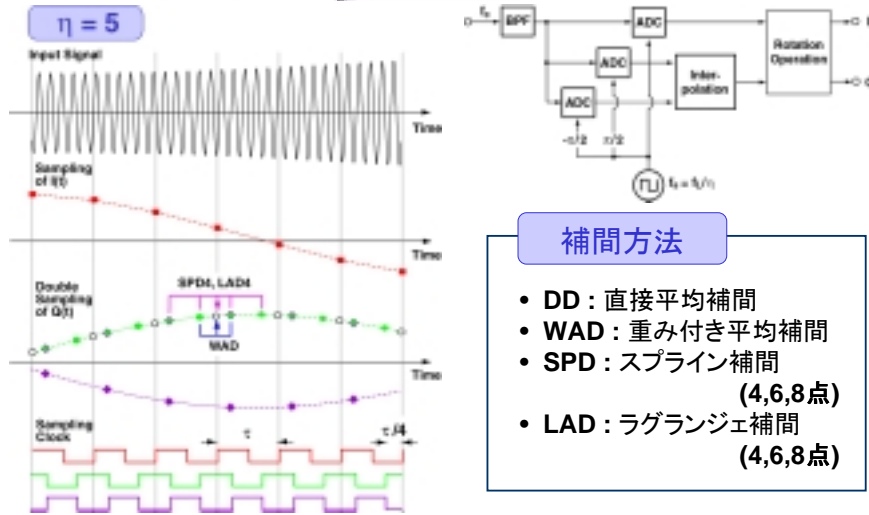 η = 5
Input Signal
Time
Sampling
of I(t)
Time
Double
Sampling
of Q(t)
SPD4, LAD4
WAD
Time
Sampling
Clock
τ
τ/4
BPF
ADC
ADC
ADC
Inter-
polation
Rotation
Operation
-π/2
π/2
補間方法
• DD : 直接平均補間
• WAD : 重み付き平均補間
• SPD : スプライン補間
(4,6,8点)
• LAD : ラグランジェ補間
(4,6,8点)